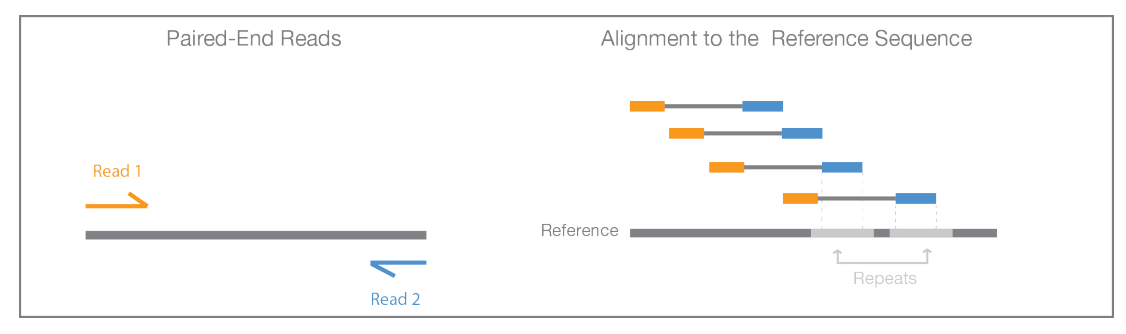 Paired-End Reads
Read 1
Read 2
Alignment to the Reference Sequence
Reference
Repeats